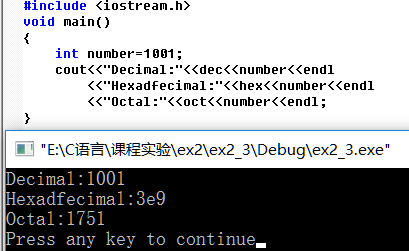 #include <iostream.h>
void main()
{
    int number=1001;
    cout<<"Decimal:"<<dec<<number<<endl
        <<"Hexadfecimal:"<<hex<<number<<endl
        <<"Octal:"<<oct<<number<<endl;
}
"E:\C语言\课程实验\ex2\ex2_3\Debug\ex2_3.exe"
Decimal:1001
Hexadfecimal:3e9
Octal:1751
Press any key to continue